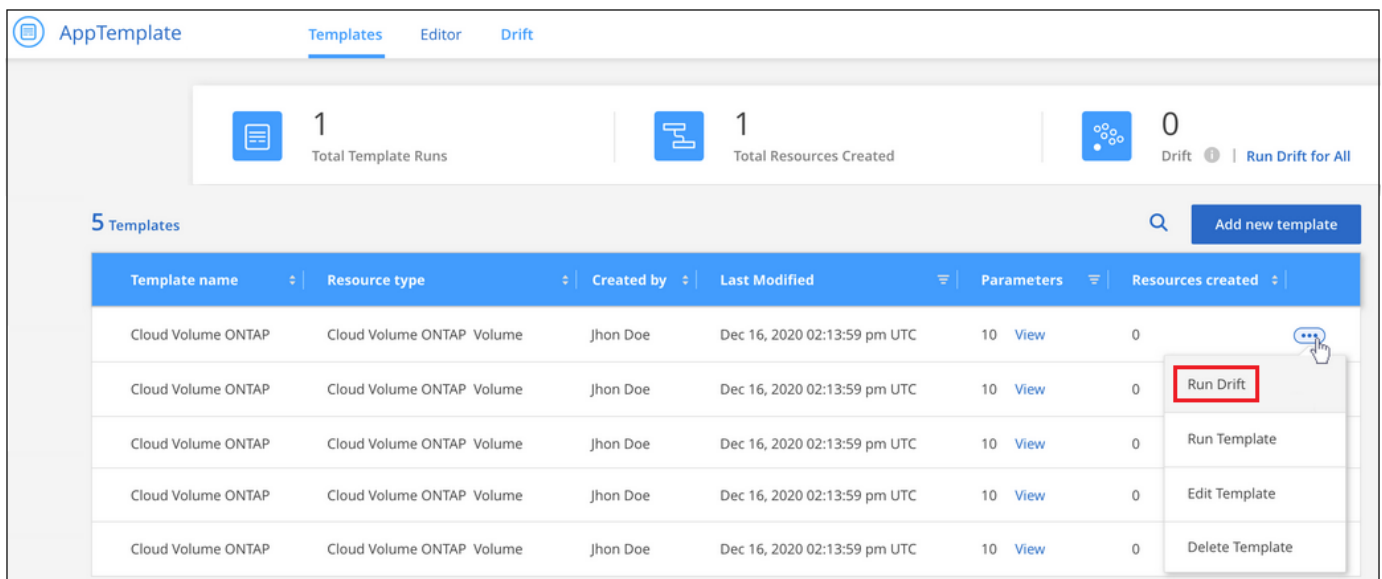 AppTemplate Templates Editor Drift
1 1 0
Total Template Runs Total Resources Created Drift | Run Drift for All
5 Templates Add new template
Template name Resource type Created by Last Modified Parameters Resources created
Cloud Volume ONTAP Cloud Volume ONTAP Volume Jhon Doe Dec 16, 2020 02:13:59 pm UTC 10 View 0
Cloud Volume ONTAP Cloud Volume ONTAP Volume Jhon Doe Dec 16, 2020 02:13:59 pm UTC 10 View 0 Run Drift
Cloud Volume ONTAP Cloud Volume ONTAP Volume Jhon Doe Dec 16, 2020 02:13:59 pm UTC 10 View 0 Run Template
Cloud Volume ONTAP Cloud Volume ONTAP Volume Jhon Doe Dec 16, 2020 02:13:59 pm UTC 10 View 0 Edit Template
Cloud Volume ONTAP Cloud Volume ONTAP Volume Jhon Doe Dec 16, 2020 02:13:59 pm UTC 10 View 0 Delete Template